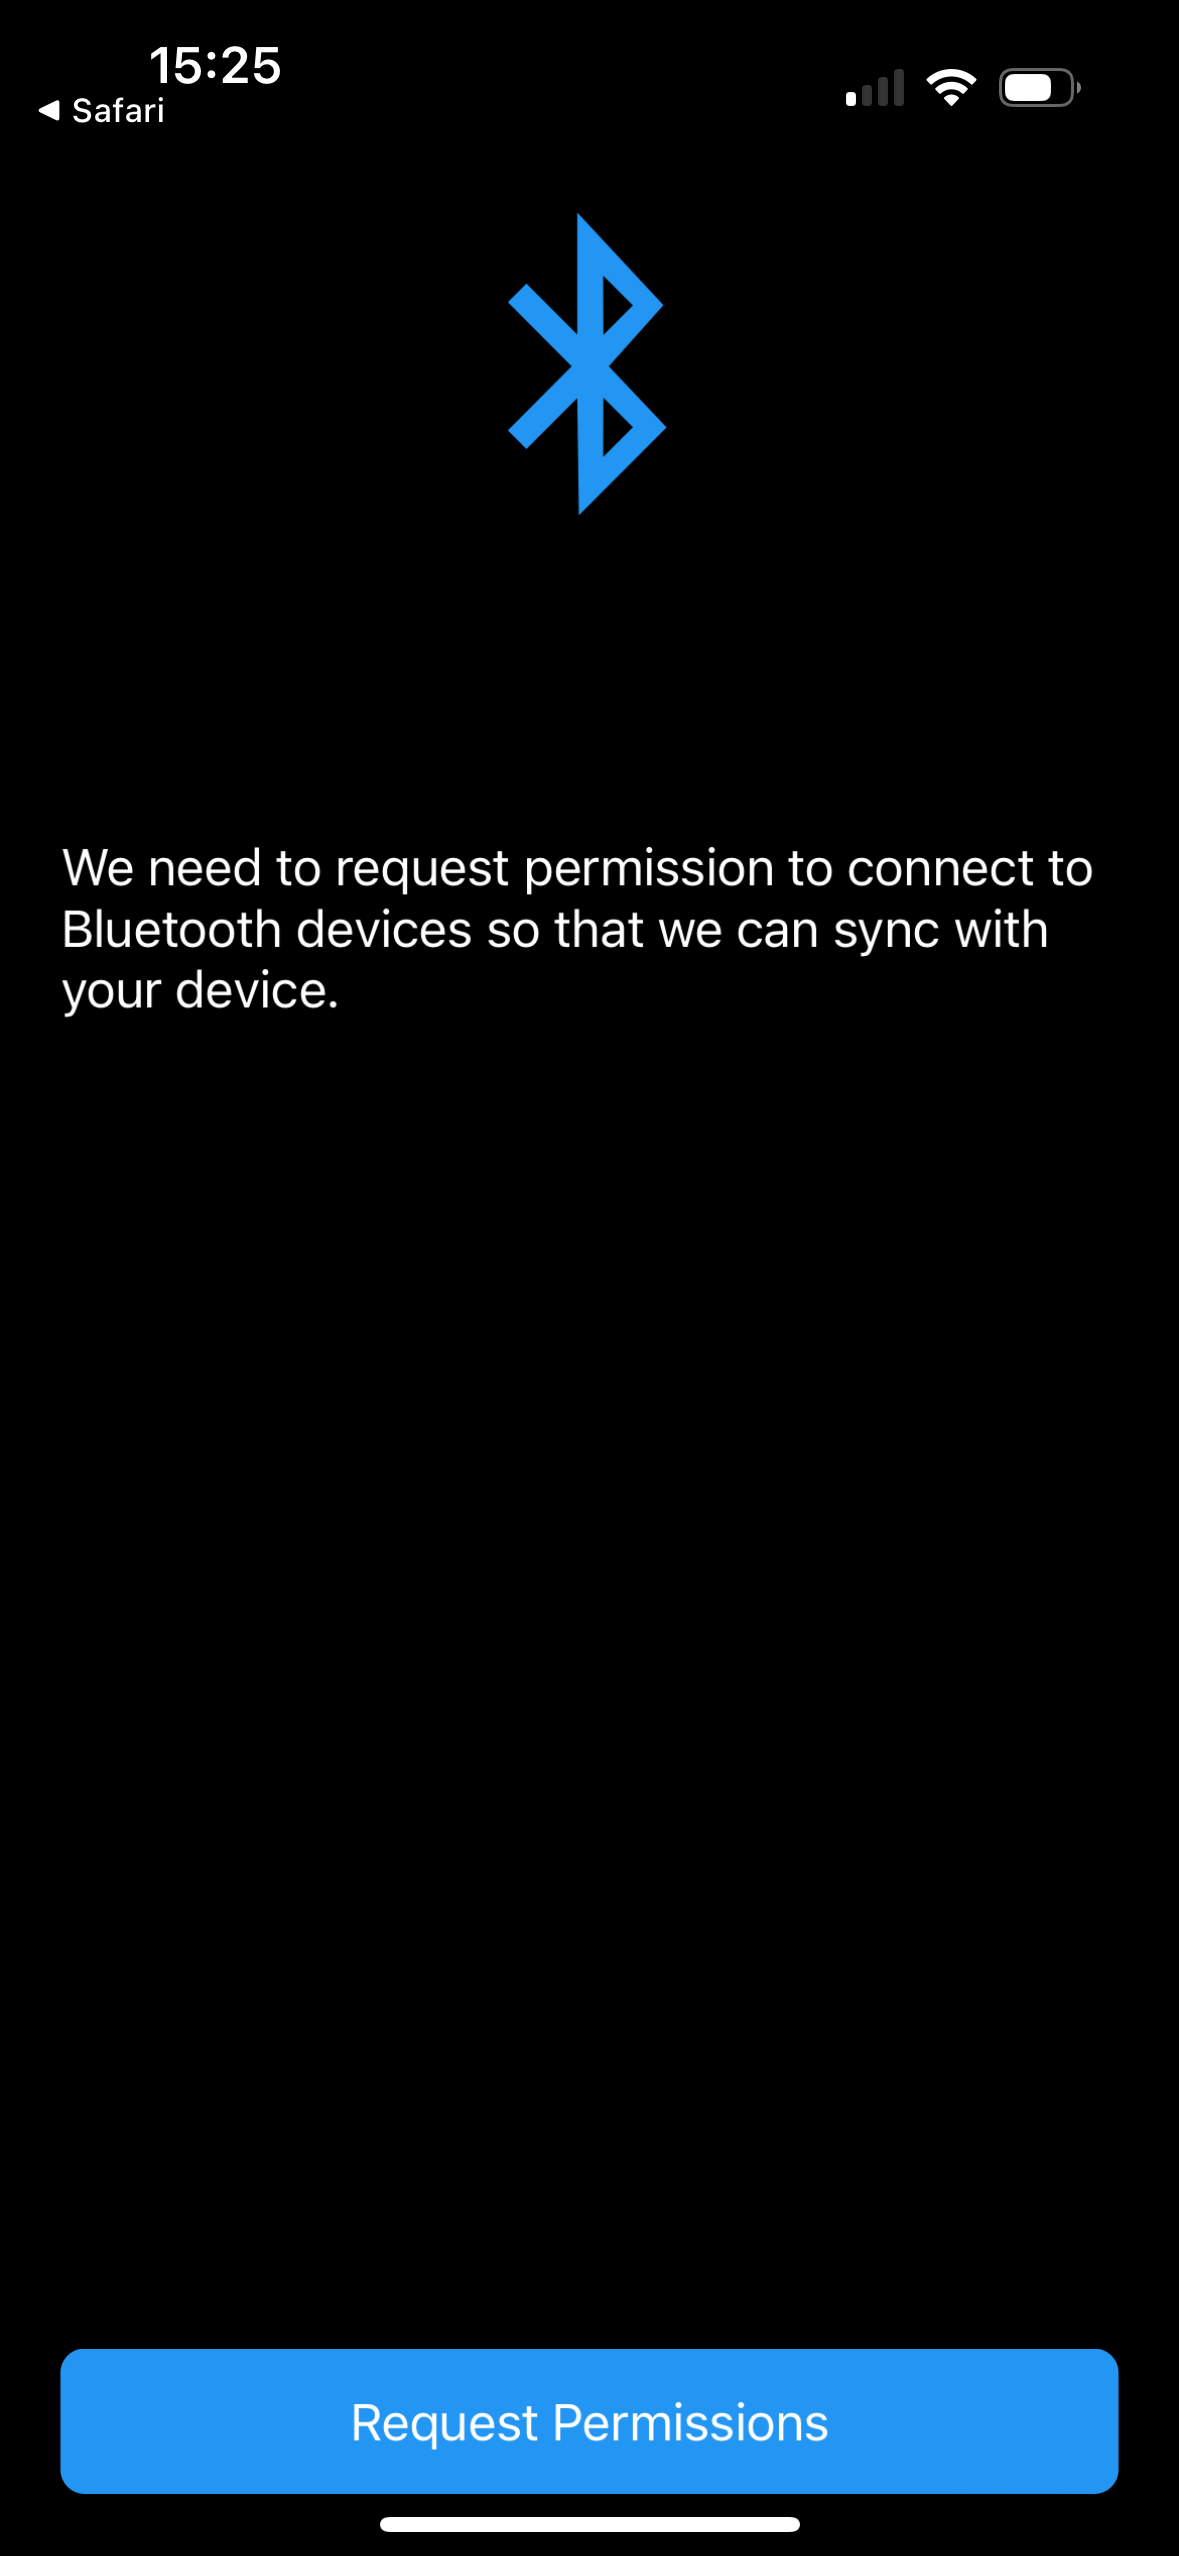 15:25
◀ Safari
We need to request permission to connect to
Bluetooth devices so that we can sync with
your device.
Request Permissions